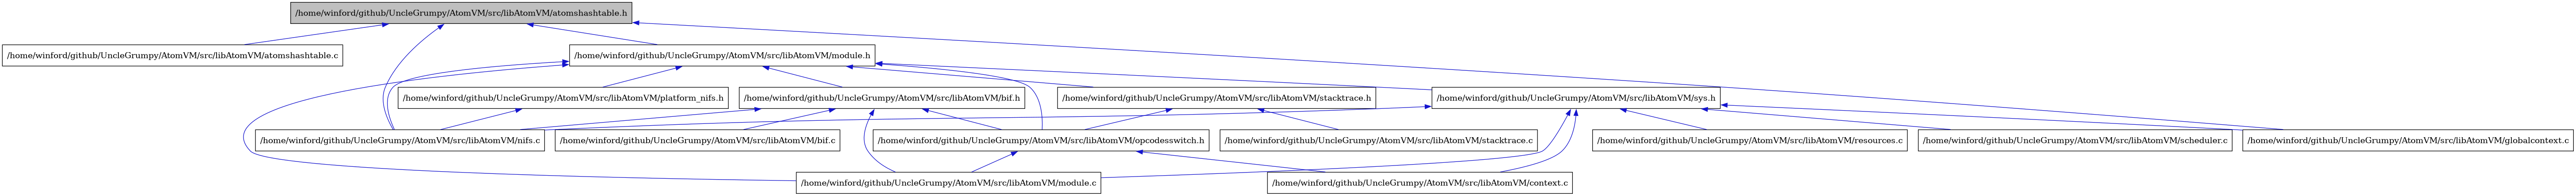 /home/winford/github/UncleGrumpy/AtomVM/src/libAtomVM/atomshashtable.h
/home/winford/github/UncleGrumpy/AtomVM/src/libAtomVM/atomshashtable.c
/home/winford/github/UncleGrumpy/AtomVM/src/libAtomVM/module.h
/home/winford/github/UncleGrumpy/AtomVM/src/libAtomVM/platform_nifs.h
/home/winford/github/UncleGrumpy/AtomVM/src/libAtomVM/bif.h
/home/winford/github/UncleGrumpy/AtomVM/src/libAtomVM/stacktrace.h
/home/winford/github/UncleGrumpy/AtomVM/src/libAtomVM/sys.h
/home/winford/github/UncleGrumpy/AtomVM/src/libAtomVM/nifs.c
/home/winford/github/UncleGrumpy/AtomVM/src/libAtomVM/bif.c
/home/winford/github/UncleGrumpy/AtomVM/src/libAtomVM/opcodesswitch.h
/home/winford/github/UncleGrumpy/AtomVM/src/libAtomVM/stacktrace.c
/home/winford/github/UncleGrumpy/AtomVM/src/libAtomVM/resources.c
/home/winford/github/UncleGrumpy/AtomVM/src/libAtomVM/scheduler.c
/home/winford/github/UncleGrumpy/AtomVM/src/libAtomVM/globalcontext.c
/home/winford/github/UncleGrumpy/AtomVM/src/libAtomVM/module.c
/home/winford/github/UncleGrumpy/AtomVM/src/libAtomVM/context.c